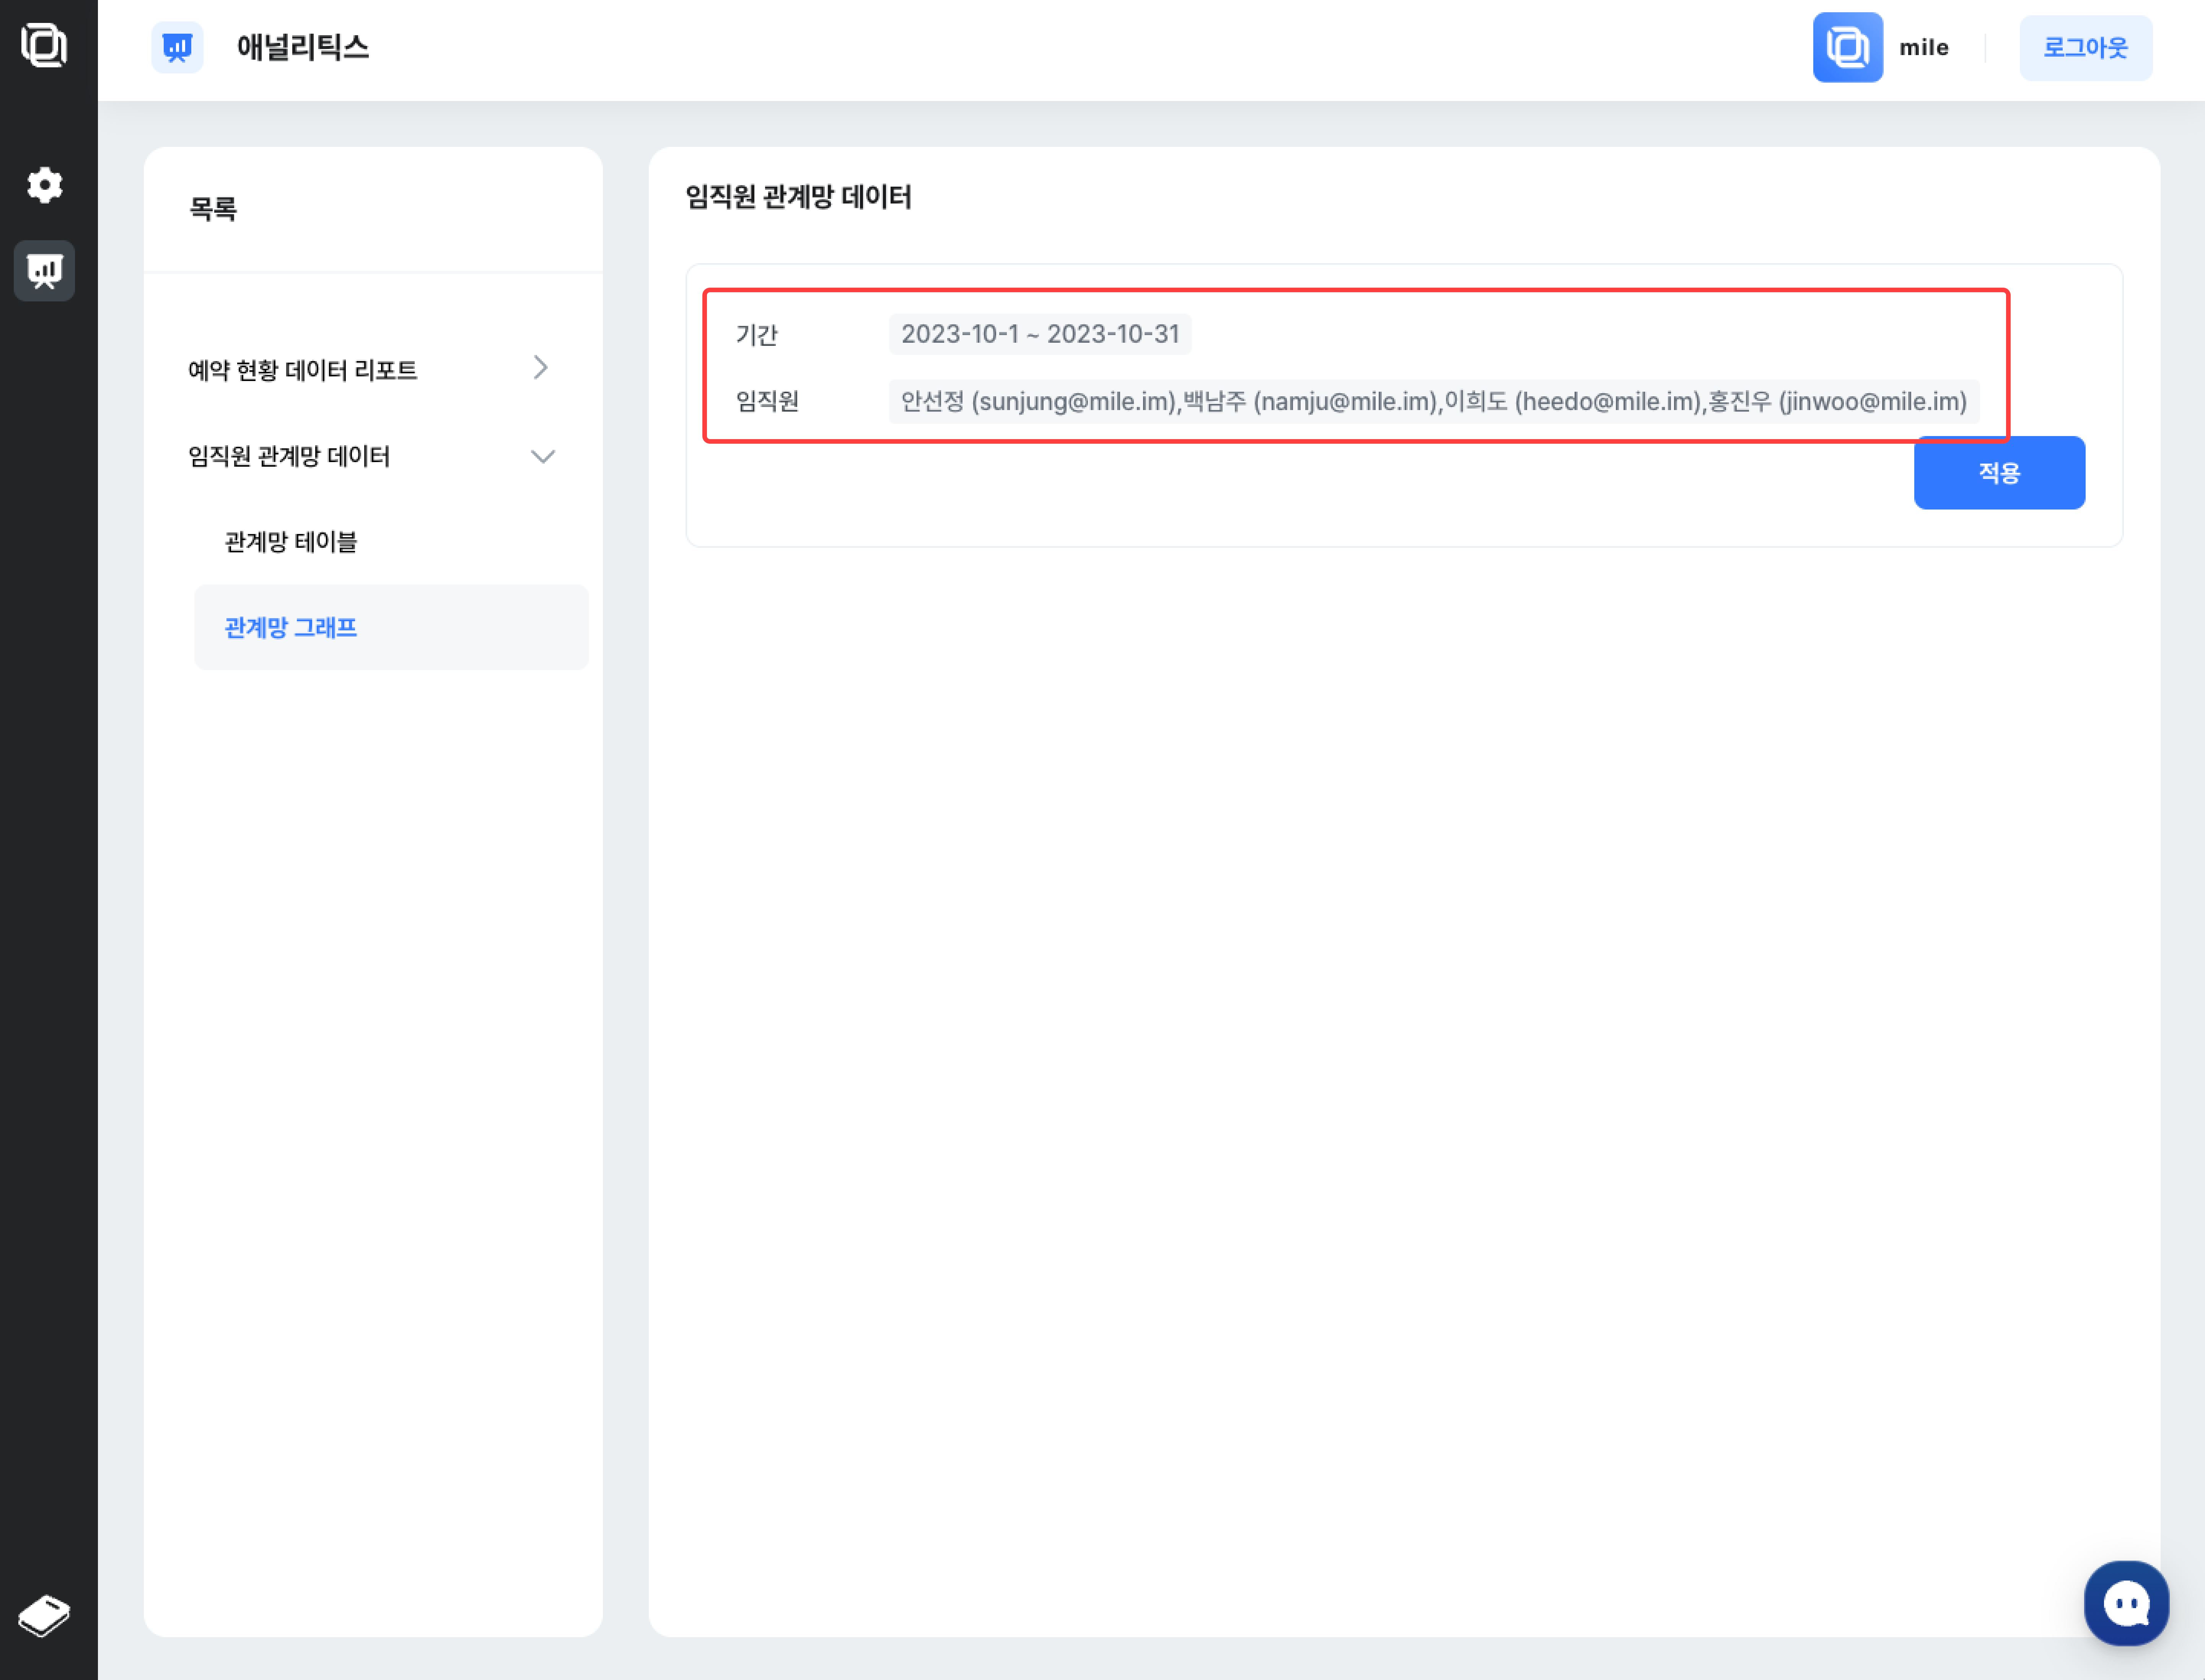 애널리틱스
mile
로그아웃
목록
예약 현황 데이터 리포트
임직원 관계망 데이터
관계망 테이블
관계망 그래프
임직원 관계망 데이터
기간 2023-10-1 ~ 2023-10-31
임직원 안선정 (sunjung@mile.im),백남주 (namju@mile.im),이희도 (heedo@mile.im),홍진우 (jinwoo@mile.im)
적용